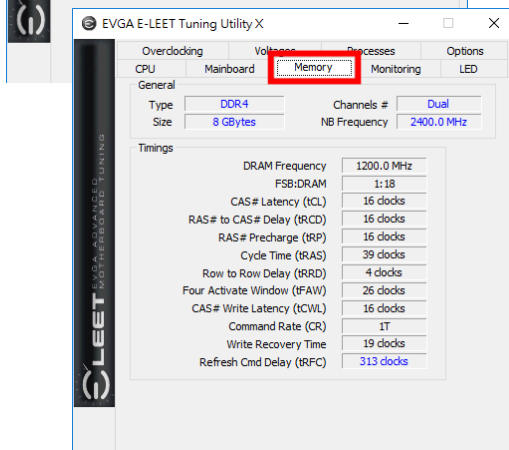 EVGA E-LEET Tuning Utility X
Overclocking Voltages Processes Options
CPU Mainboard Memory Monitoring LED
General
Type DDR4 Channels # Dual
Size 8 GBytes NB Frequency 2400.0 MHz
Timings
DRAM Frequency 1200.0 MHz
FSB:DRAM 1:18
CAS# Latency (tCL) 16 clocks
RAS# to CAS# Delay (tRCD) 16 clocks
RAS# Precharge (tRP) 16 clocks
Cycle Time (tRAS) 39 clocks
Row to Row Delay (tRRD) 4 clocks
Four Activate Window (tFAW) 26 clocks
CAS# Write Latency (tCWL) 16 clocks
Command Rate (CR) 1T
Write Recovery Time 19 clocks
Refresh Cmd Delay (tRFC) 313 clocks
E-LEET EVGA ADVANCED
MOTHERBOARD TUNING